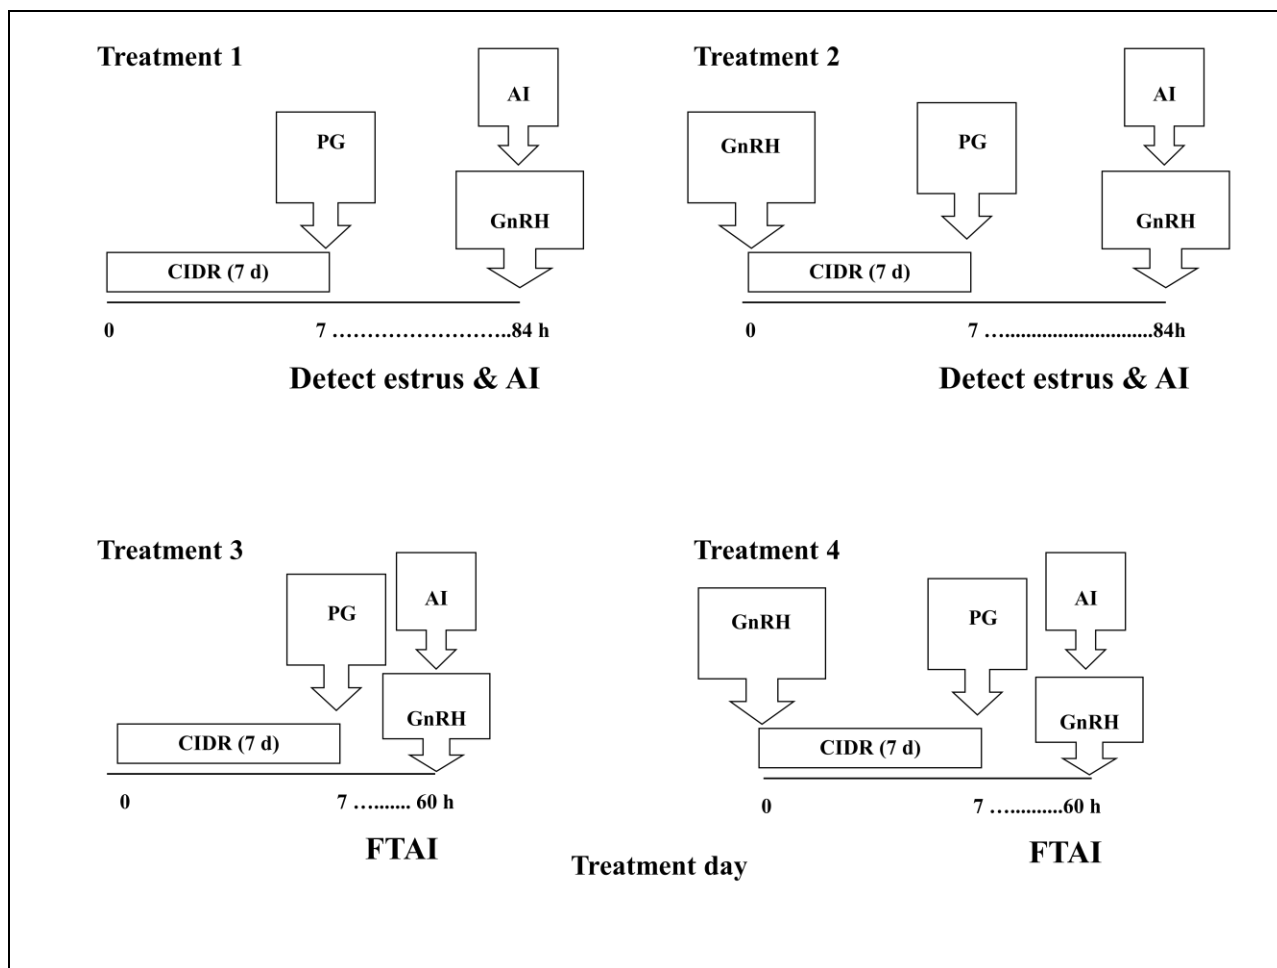 Treatment 1
AI
PG
GnRH
CIDR (7 d)
0
7 ……………………..84 h
Detect estrus & AI
Treatment 2
AI
GnRH
PG
GnRH
CIDR (7 d)
0
7 …..........................84h
Detect estrus & AI
Treatment 3
AI
PG
GnRH
CIDR (7 d)
0
7 …....... 60 h
FTAI
Treatment 4
GnRH
PG
AI
GnRH
CIDR (7 d)
0
7 …..........60 h
FTAI
Treatment day